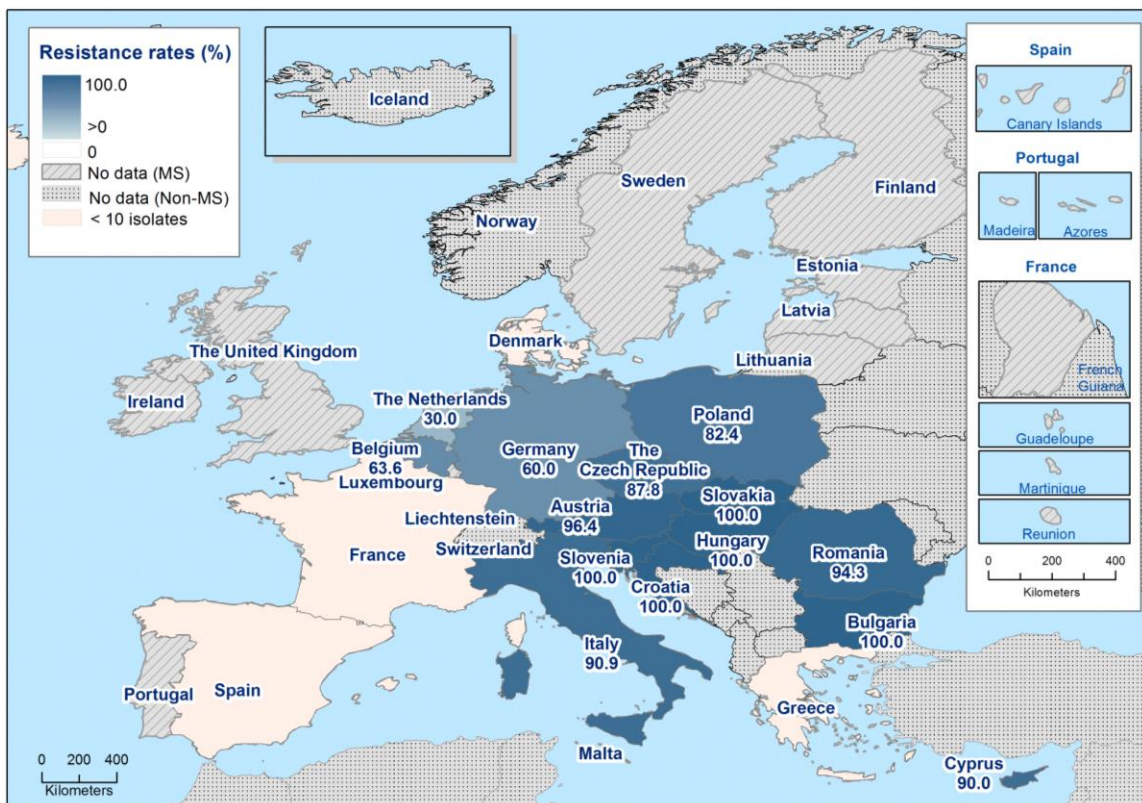 Resistance rates (%)
100.0
>0
0
No data (MS)
No data (Non-MS)
< 10 isolates
Iceland
Spain
Canary Islands
Portugal
Madeira
Azores
France
French
Guiana
Guadeloupe
Martinique
Reunion
0 200 400
Kilometers
Sweden
Finland
Norway
Estonia
Latvia
Lithuania
Denmark
The United Kingdom
Ireland
The Netherlands
30.0
Poland
82.4
Belgium
63.6
Luxembourg
Germany
60.0
The
Czech Republic
87.8
Slovakia
100.0
Austria
96.4
Liechtenstein
Switzerland
France
Hungary
100.0
Slovenia
100.0
Romania
94.3
Croatia
100.0
Bulgaria
100.0
Italy
90.9
Portugal
Spain
Greece
Malta
Cyprus
90.0
0 200 400
Kilometers